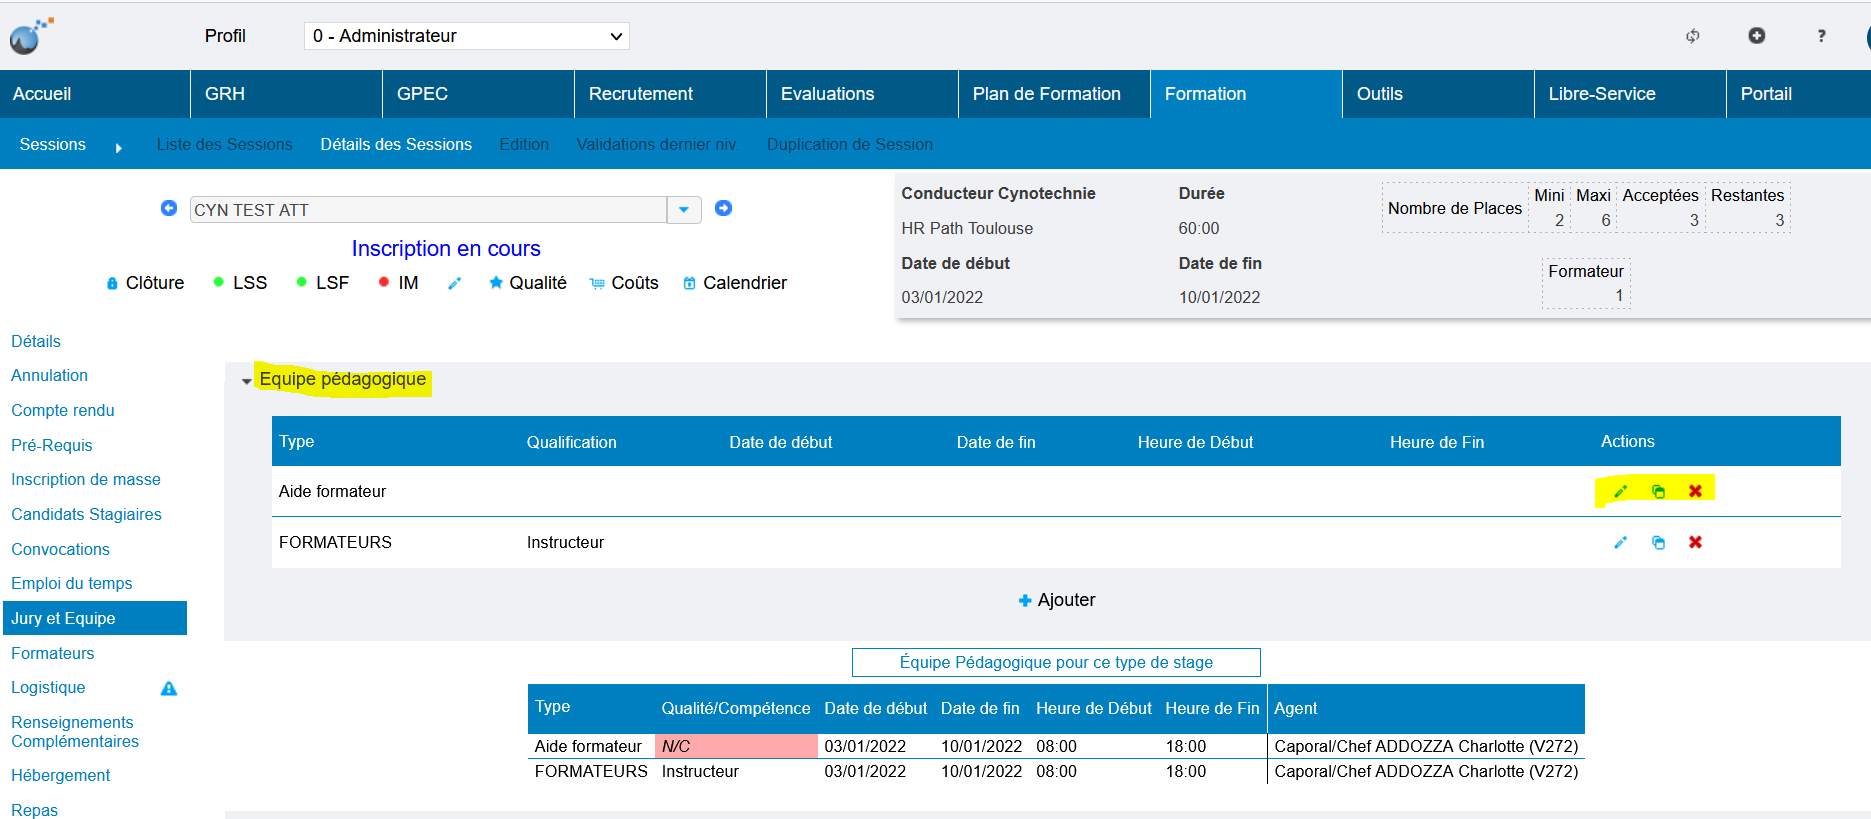 Profil 0 - Administrateur ?
Accueil GRH GPEC Recrutement Evaluations Plan de Formation Formation Outils Libre-Service Portail
Sessions Liste des Sessions Détails des Sessions Edition Validations dernier niv. Duplication de Session
CYN TEST ATT
Inscription en cours
Clôture LSS LSF IM Qualité Coûts Calendrier
Conducteur Cynotechnie Durée
HR Path Toulouse 60:00
Date de début Date de fin
03/01/2022 10/01/2022
Nombre de Places Mini Maxi Acceptées Restantes
2 6 3 3
Formateur
1
Détails
Annulation
Compte rendu
Pré-Requis
Inscription de masse
Candidats Stagiaires
Convocations
Emploi du temps
Jury et Equipe
Formateurs
Logistique
Renseignements
Complémentaires
Hébergement
Repas
Equipe pédagogique
Type Qualification Date de début Date de fin Heure de Début Heure de Fin Actions
Aide formateur
FORMATEURS Instructeur
Ajouter
Équipe Pédagogique pour ce type de stage
Type Qualité/Compétence Date de début Date de fin Heure de Début Heure de Fin Agent
Aide formateur N/C 03/01/2022 10/01/2022 08:00 18:00 Caporal/Chef ADDOZZA Charlotte (V272)
FORMATEURS Instructeur 03/01/2022 10/01/2022 08:00 18:00 Caporal/Chef ADDOZZA Charlotte (V272)